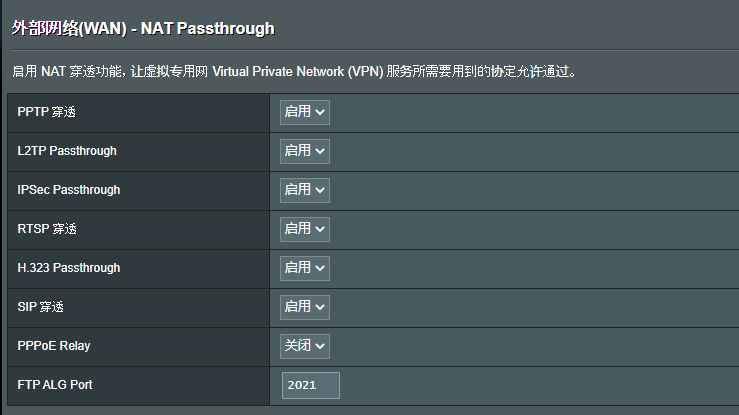 外部网络(WAN) - NAT Passthrough
启用 NAT 穿透功能, 让虚拟专用网 Virtual Private Network (VPN) 服务所需要用到的协定允许通过。
PPTP 穿透 启用
L2TP Passthrough 启用
IPSec Passthrough 启用
RTSP 穿透 启用
H.323 Passthrough 启用
SIP 穿透 启用
PPPoE Relay 关闭
FTP ALG Port 2021